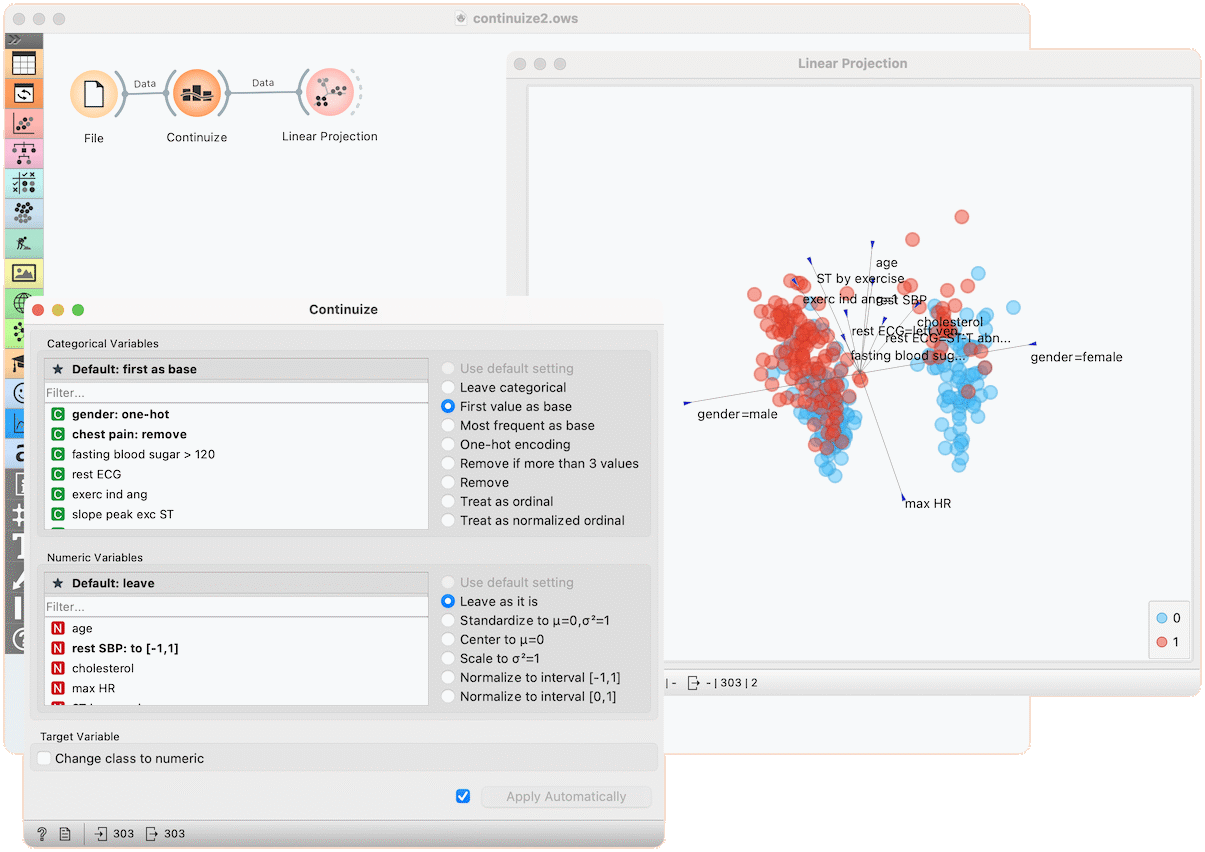 continuize2.ows
Data
Data
File
Continuize
Linear Projection
Linear Projection
age
ST by exercise
rest SBP
cholesterol
rest ECG=left ven...
rest ECG=ST-T abn...
fasting blood sug...
gender=female
gender=male
max HR
0
1
- | 303 | 2
Continuize
Categorical Variables
Default: first as base
Filter...
C gender: one-hot
C chest pain: remove
C fasting blood sugar > 120
C rest ECG
C exerc ind ang
C slope peak exc ST
Use default setting
Leave categorical
First value as base
Most frequent as base
One-hot encoding
Remove if more than 3 values
Remove
Treat as ordinal
Treat as normalized ordinal
Numeric Variables
Default: leave
Filter...
N age
N rest SBP: to [-1,1]
N cholesterol
N max HR
Use default setting
Leave as it is
Standardize to μ=0,σ²=1
Center to μ=0
Scale to σ²=1
Normalize to interval [-1,1]
Normalize to interval [0,1]
Target Variable
Change class to numeric
Apply Automatically
? 303 303